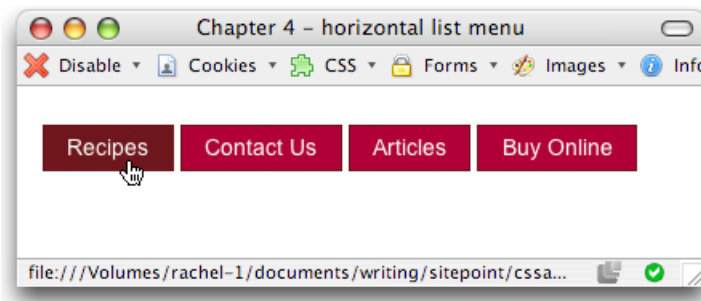 Chapter 4 – horizontal list menu
Disable Cookies CSS Forms Images Info
Recipes Contact Us Articles Buy Online
file:///Volumes/rachel-1/documents/writing/sitepoint/cssa...